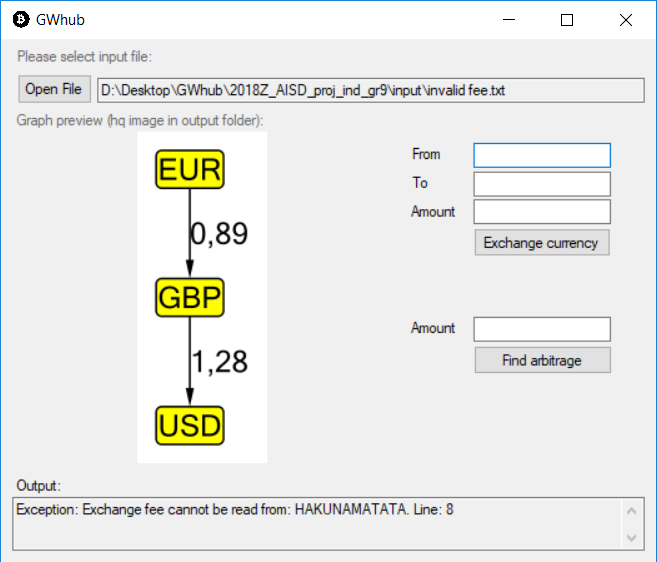 GWhub
Please select input file:
Open File
D:\Desktop\GWhub\2018Z_AISD_proj_ind_gr9\input\invalid fee.txt
Graph preview (hq image in output folder):
EUR
0,89
GBP
1,28
USD
From
To
Amount
Exchange currency
Amount
Find arbitrage
Output:
Exception: Exchange fee cannot be read from: HAKUNAMATATA. Line: 8